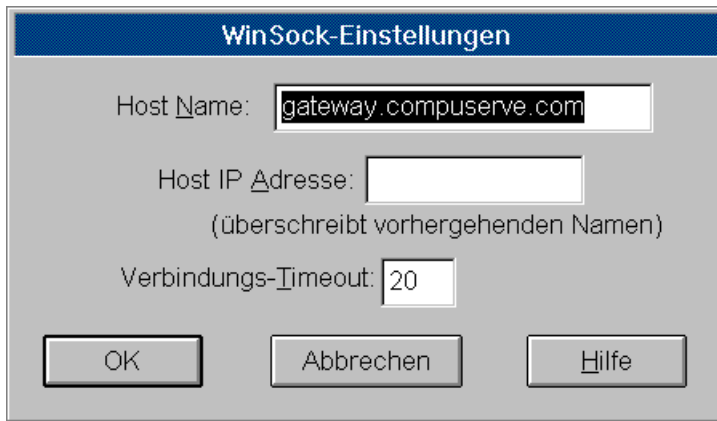 WinSock-Einstellungen
Host Name: gateway.compuserve.com
Host IP Adresse:
(überschreibt vorhergehenden Namen)
Verbindungs-Timeout: 20
OK Abbrechen Hilfe